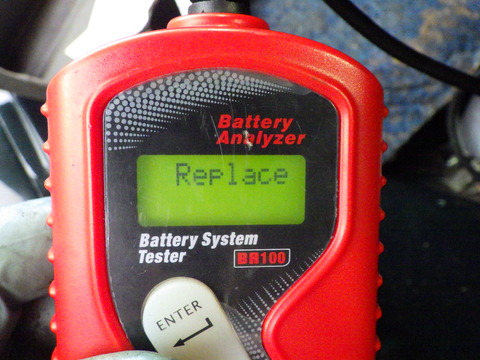 Battery
Analyzer
Replace
Battery System
Tester
BR100
ENTER